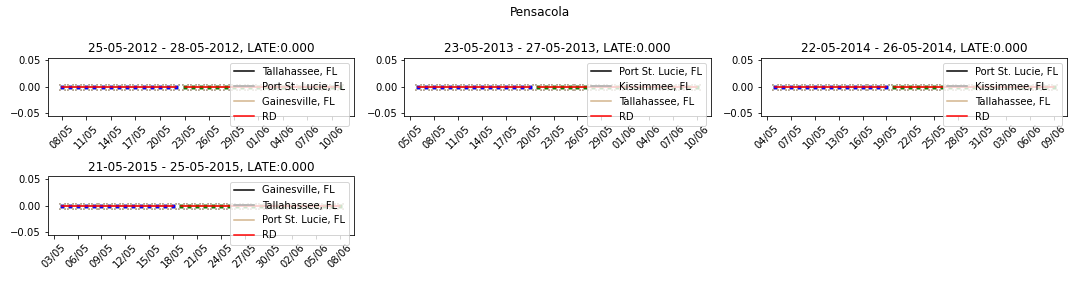 Pensacola
25-05-2012 - 28-05-2012, LATE:0.000
0.05
0.00
−0.05
Tallahassee, FL
Port St. Lucie, FL
Gainesville, FL
RD
08/05 11/05 14/05 17/05 20/05 23/05 26/05 29/05 01/06 04/06 07/06 10/06
23-05-2013 - 27-05-2013, LATE:0.000
0.05
0.00
−0.05
Port St. Lucie, FL
Kissimmee, FL
Tallahassee, FL
RD
05/05 08/05 11/05 14/05 17/05 20/05 23/05 26/05 29/05 01/06 04/06 07/06 10/06
22-05-2014 - 26-05-2014, LATE:0.000
0.05
0.00
−0.05
Port St. Lucie, FL
Kissimmee, FL
Tallahassee, FL
RD
04/05 07/05 10/05 13/05 16/05 19/05 22/05 25/05 28/05 31/05 03/06 06/06 09/06
21-05-2015 - 25-05-2015, LATE:0.000
0.05
0.00
−0.05
Gainesville, FL
Tallahassee, FL
Port St. Lucie, FL
RD
03/05 06/05 09/05 12/05 15/05 18/05 21/05 24/05 27/05 30/05 02/06 05/06 08/06